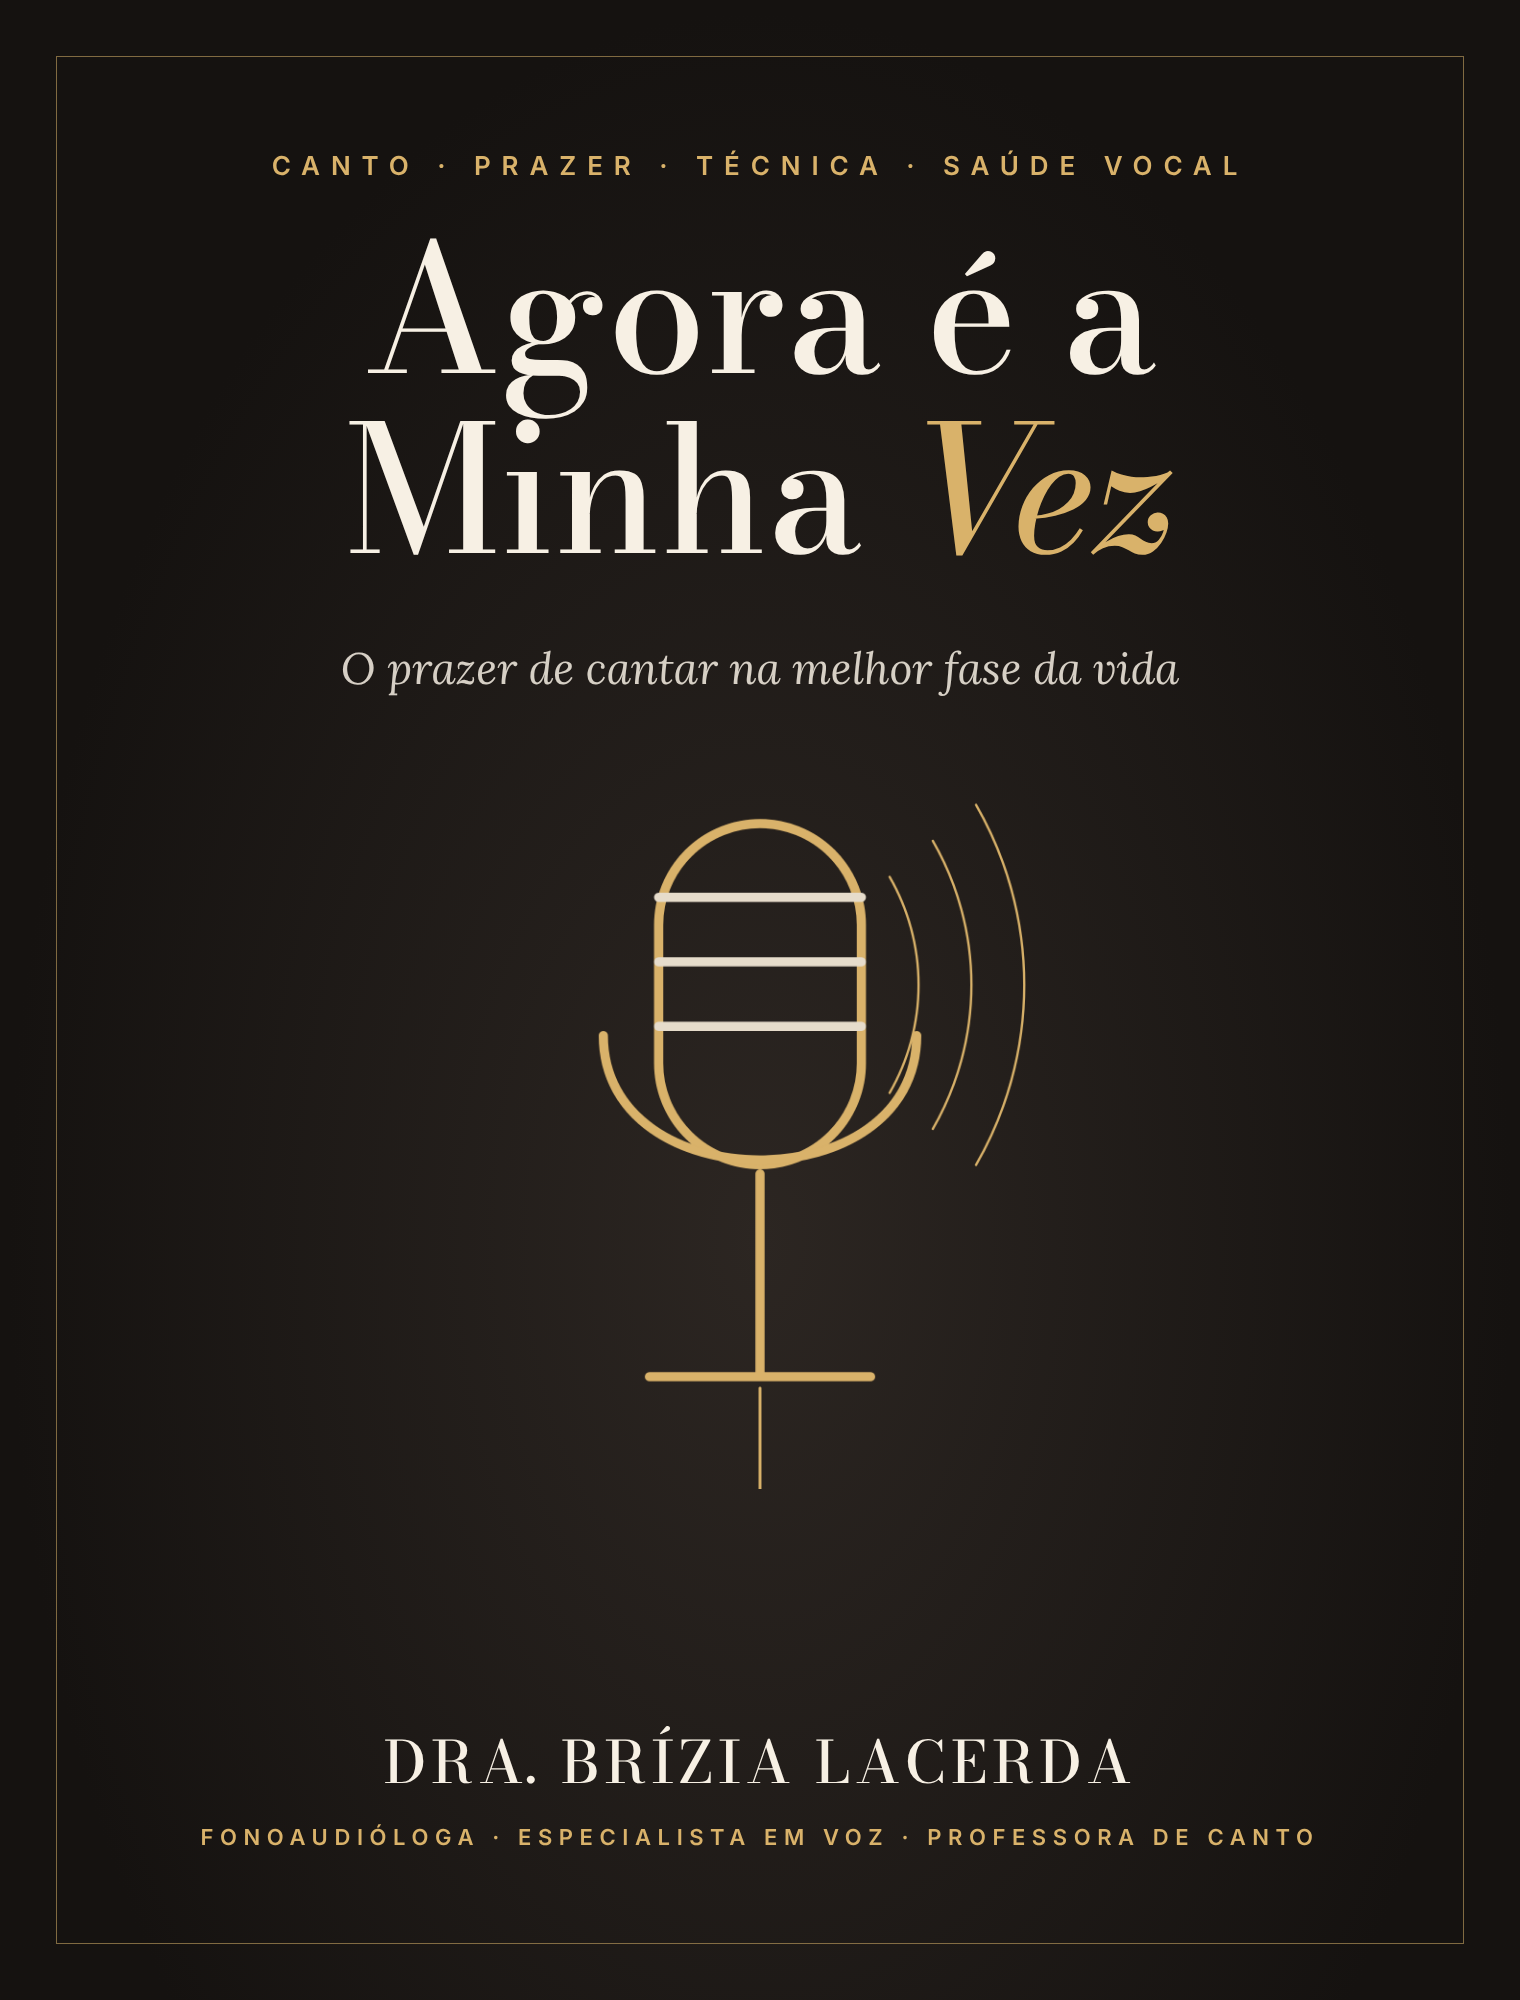 CANTO · PRAZER · TÉCNICA · SAÚDE VOCAL
Agora é a
Minha Vez
O prazer de cantar na melhor fase da vida
DRA. BRÍZIA LACERDA
FONOAUDIÓLOGA · ESPECIALISTA EM VOZ · PROFESSORA DE CANTO